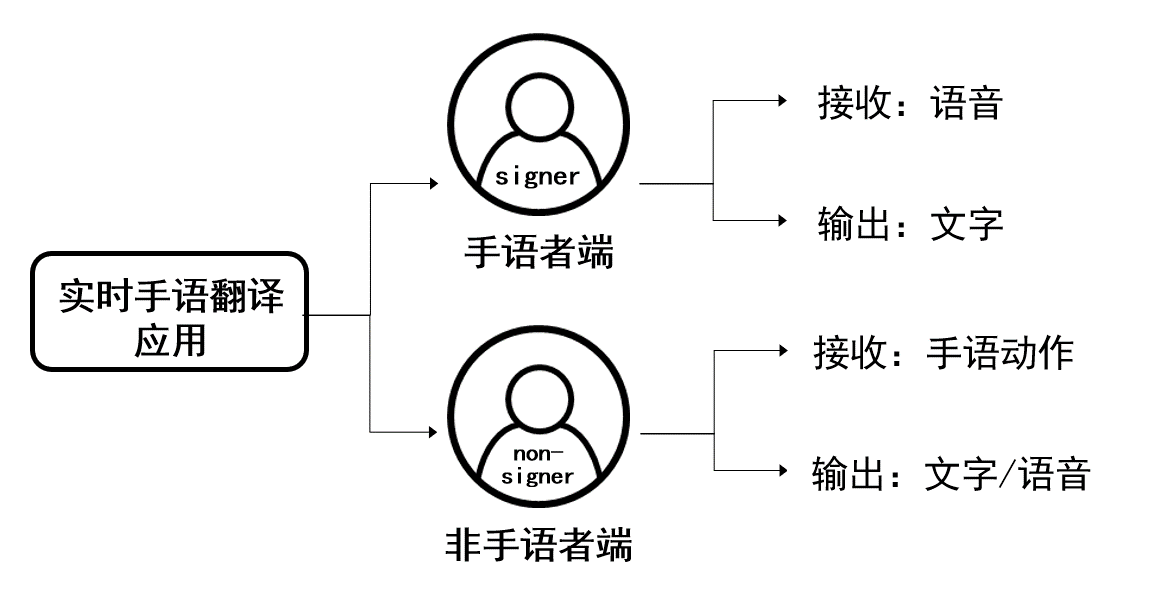 实时手语翻译
应用
signer
手语者端
接收：语音
输出：文字
non-
signer
非手语者端
接收：手语动作
输出：文字/语音